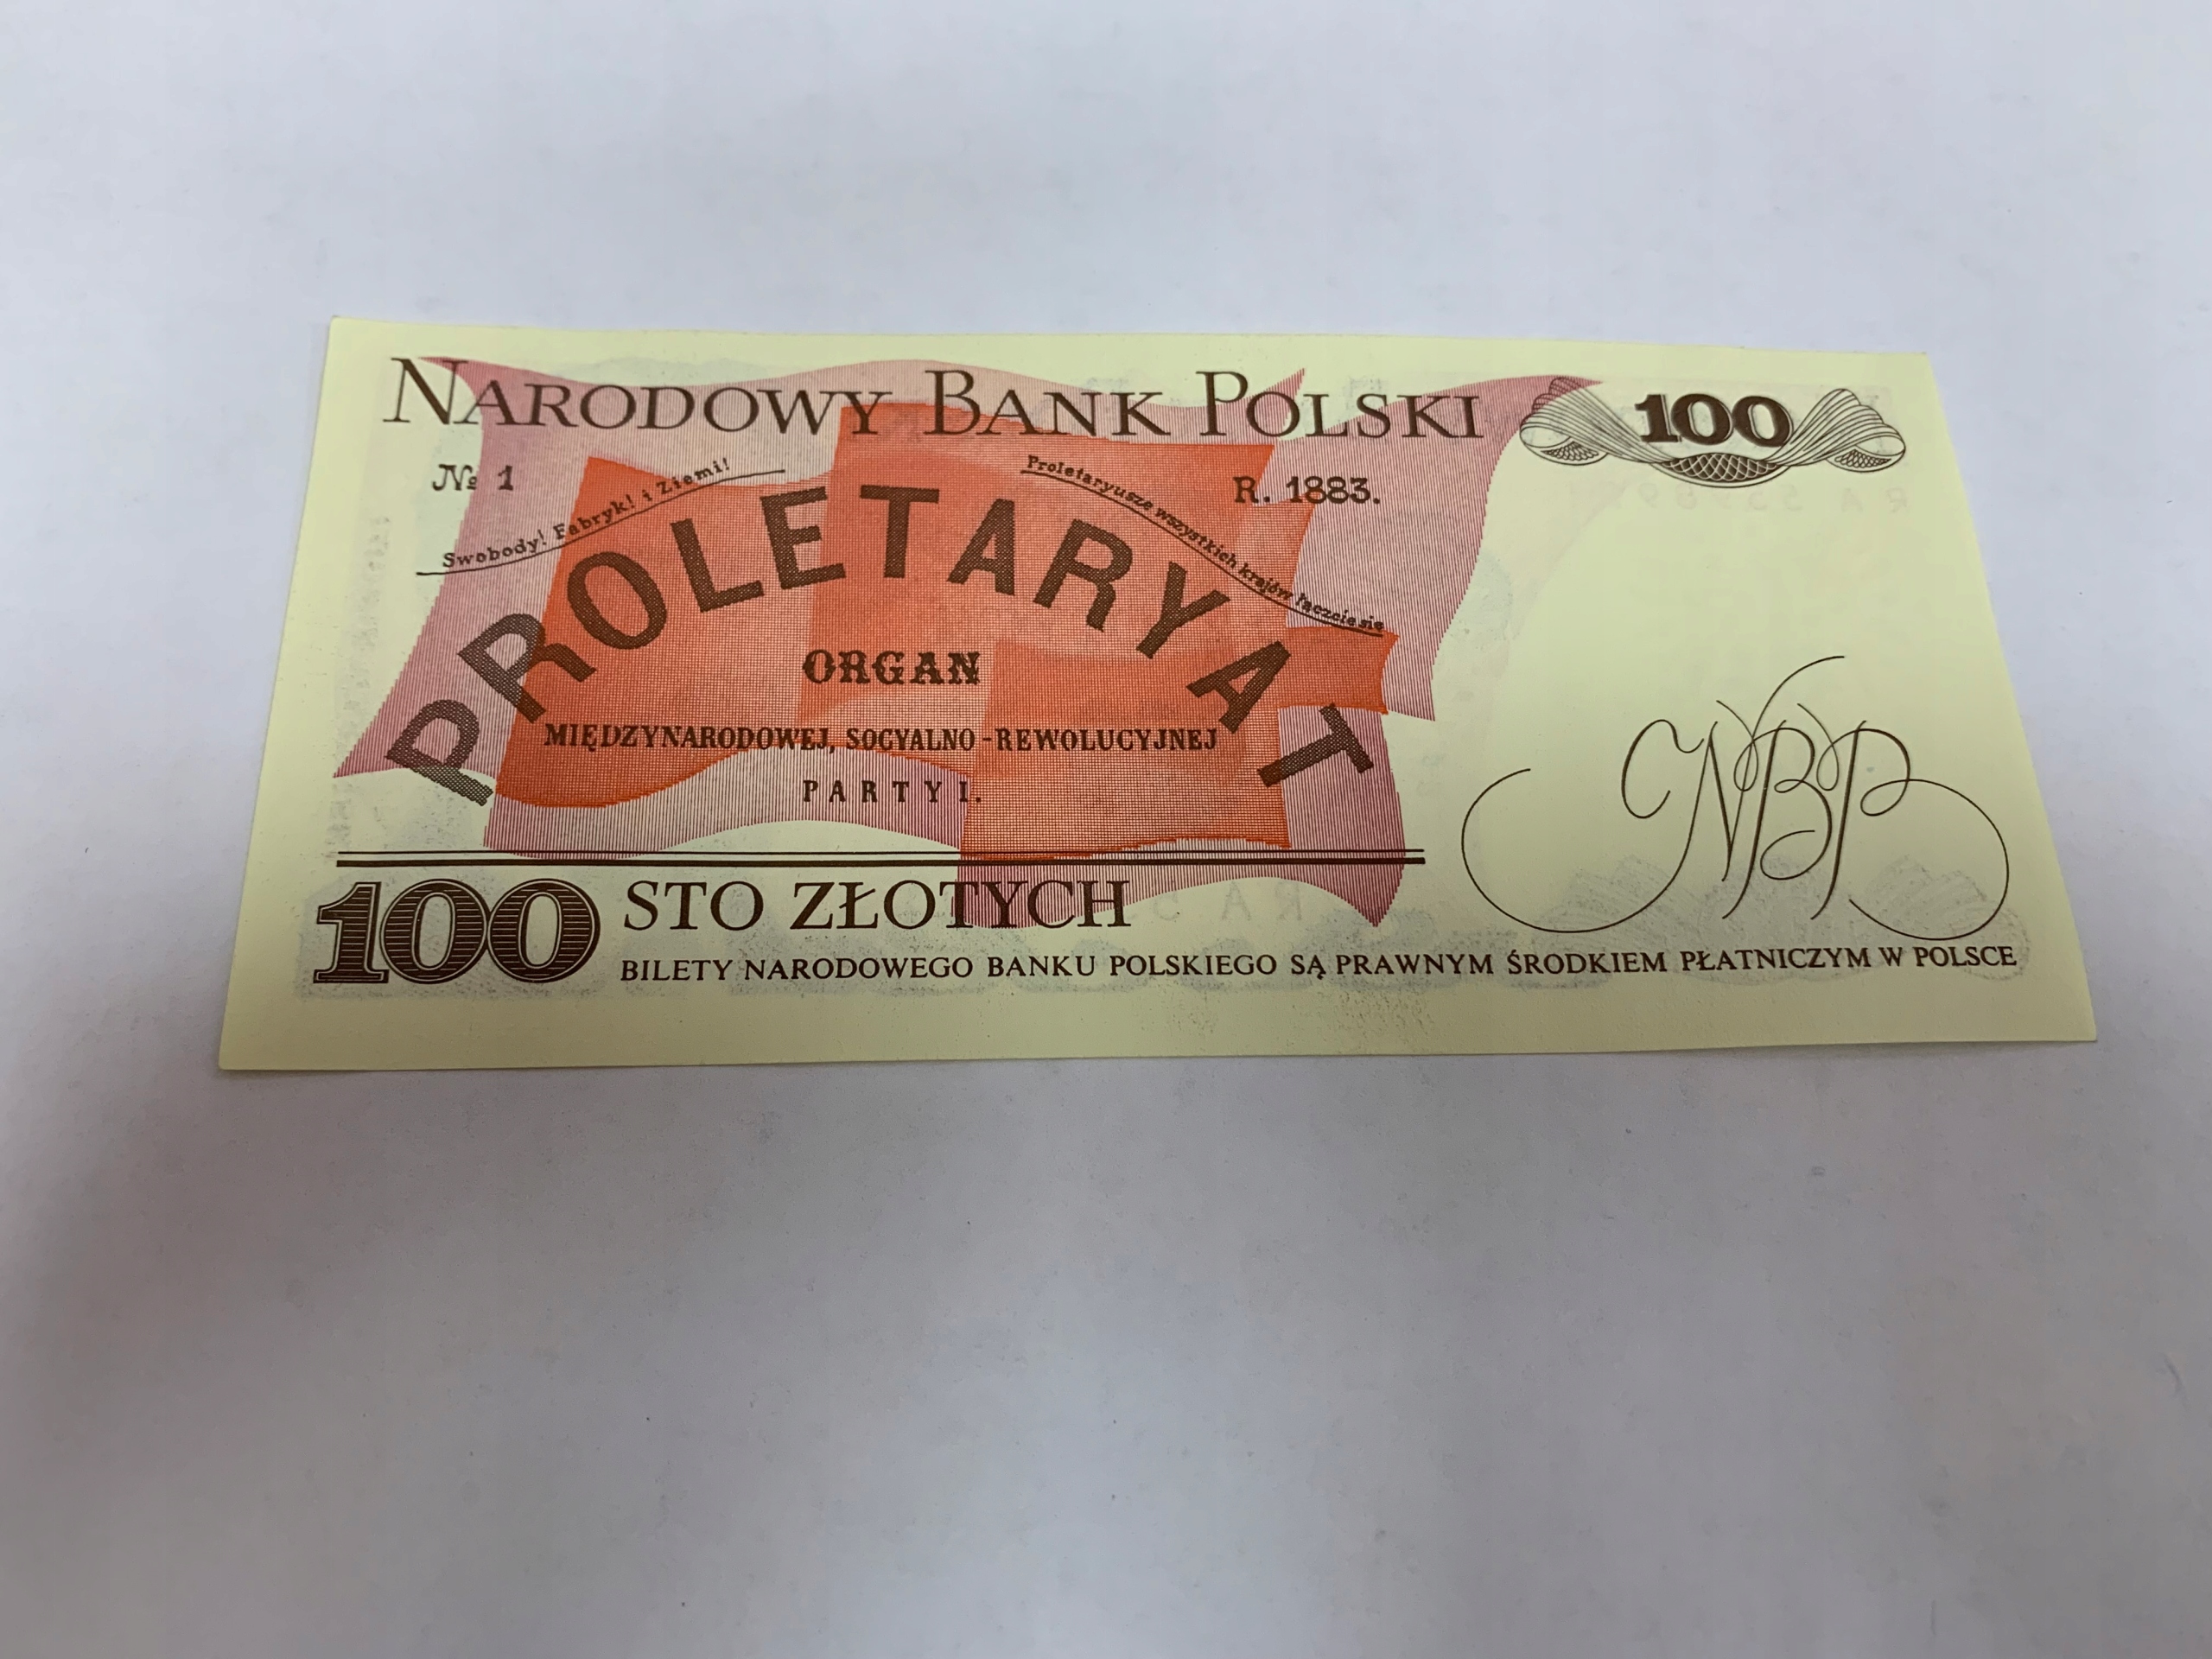 NARODOWY BANK POLSKI
100
№ 1
R. 1883.
Swobody! Fabryk! i Ziemi!
Proletaryusze wszystkich krajów łączcie się
PROLETARYAT
ORGAN
MIĘDZYNARODOWEJ, SOCYALNO-REWOLUCYJNEJ
PARTYI.
NBP
100 STO ZŁOTYCH
BILETY NARODOWEGO BANKU POLSKIEGO SĄ PRAWNYM ŚRODKIEM PŁATNICZYM W POLSCE